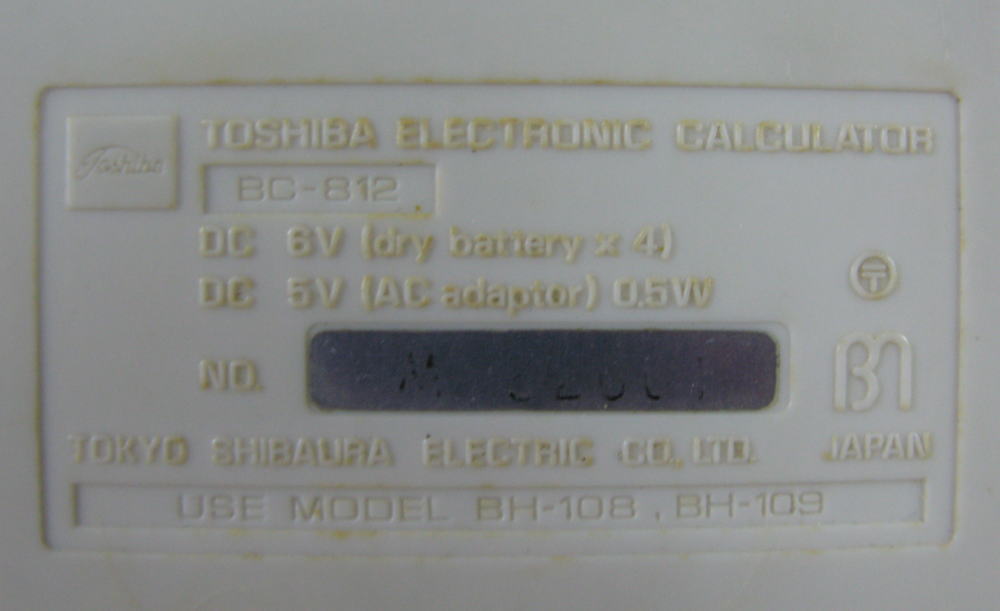 Toshiba
TOSHIBA ELECTRONIC CALCULATOR
BC-812
DC 6V (dry battery x 4)
DC 5V (AC adaptor) 0.5W
NO. M
TOKYO SHIBAURA ELECTRIC CO., LTD. JAPAN
USE MODEL BH-108, BH-109